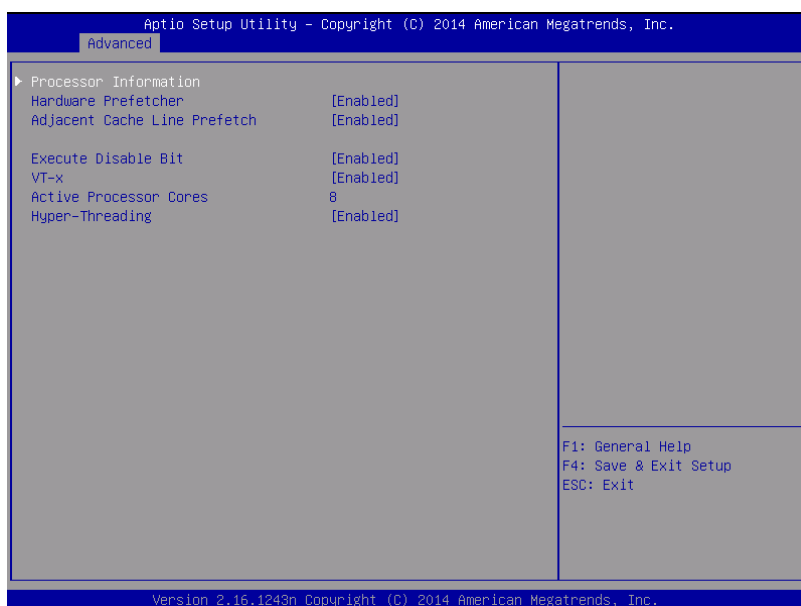 Aptio Setup Utility – Copyright (C) 2014 American Megatrends, Inc.
Advanced
Processor Information
Hardware Prefetcher [Enabled]
Adjacent Cache Line Prefetch [Enabled]
Execute Disable Bit [Enabled]
VT-x [Enabled]
Active Processor Cores 8
Hyper-Threading [Enabled]
F1: General Help
F4: Save & Exit Setup
ESC: Exit
Version 2.16.1243n Copyright (C) 2014 American Megatrends, Inc.